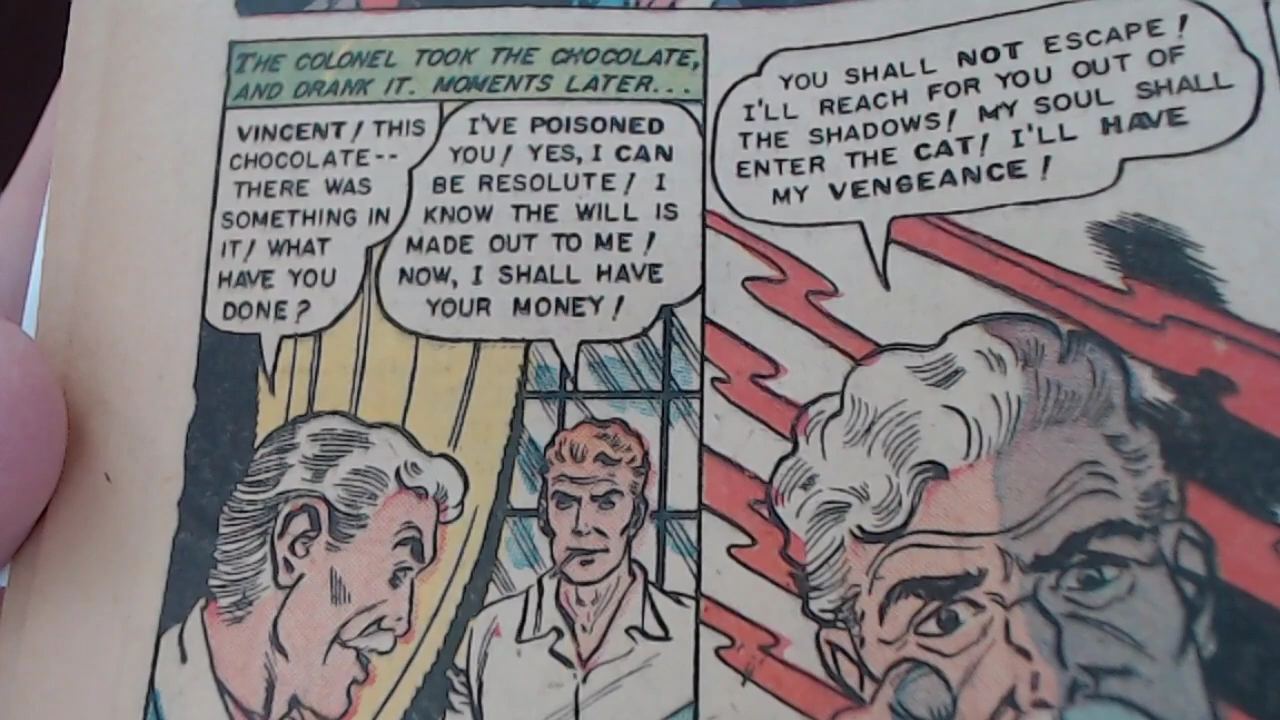 THE COLONEL TOOK THE CHOCOLATE,
AND DRANK IT. MOMENTS LATER...
VINCENT! THIS
CHOCOLATE--
THERE WAS
SOMETHING IN
IT! WHAT
HAVE YOU
DONE?
I'VE POISONED
YOU! YES, I CAN
BE RESOLUTE! I
KNOW THE WILL IS
MADE OUT TO ME!
NOW, I SHALL HAVE
YOUR MONEY!
YOU SHALL NOT ESCAPE!
I'LL REACH FOR YOU OUT OF
THE SHADOWS! MY SOUL SHALL
ENTER THE CAT! I'LL HAVE
MY VENGEANCE!